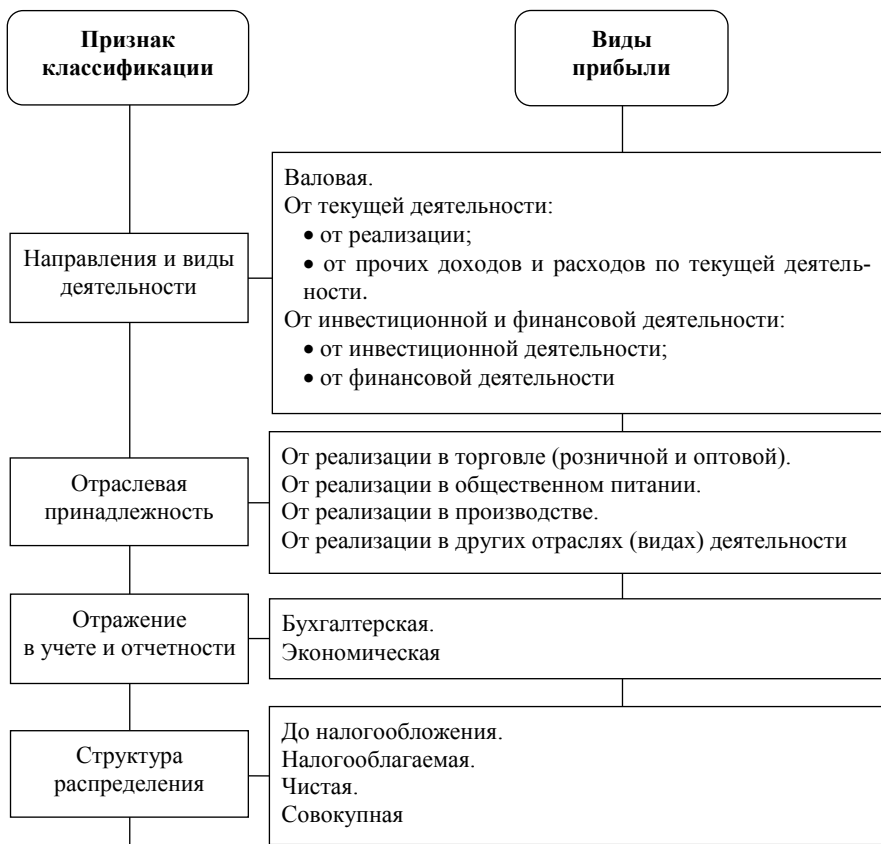 Признак
классификации
Виды
прибыли
Направления и виды
деятельности
Валовая.
От текущей деятельности:
• от реализации;
• от прочих доходов и расходов по текущей деятель-
ности.
От инвестиционной и финансовой деятельности:
• от инвестиционной деятельности;
• от финансовой деятельности
Отраслевая
принадлежность
От реализации в торговле (розничной и оптовой).
От реализации в общественном питании.
От реализации в производстве.
От реализации в других отраслях (видах) деятельности
Отражение
в учете и отчетности
Бухгалтерская.
Экономическая
Структура
распределения
До налогообложения.
Налогооблагаемая.
Чистая.
Совокупная